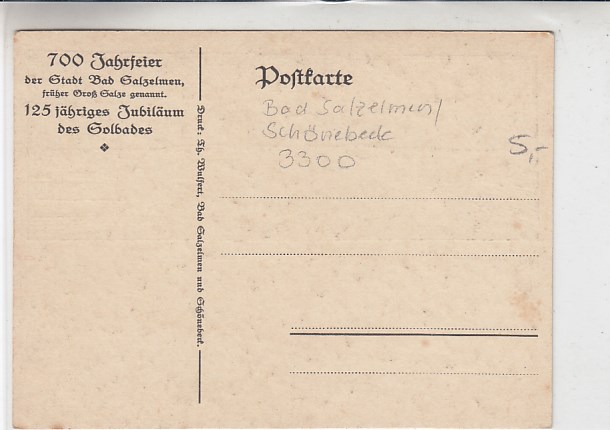 700 Jahrfeier
der Stadt Bad Salzelmen,
früher Groß Salze genannt.
125 jähriges Jubiläum
des Solbades
Druck: Th. Wulfert, Bad Salzelmen und Schönebeck.
Postkarte
Bad Salzelmen/
Schönebeck
3300
5,-